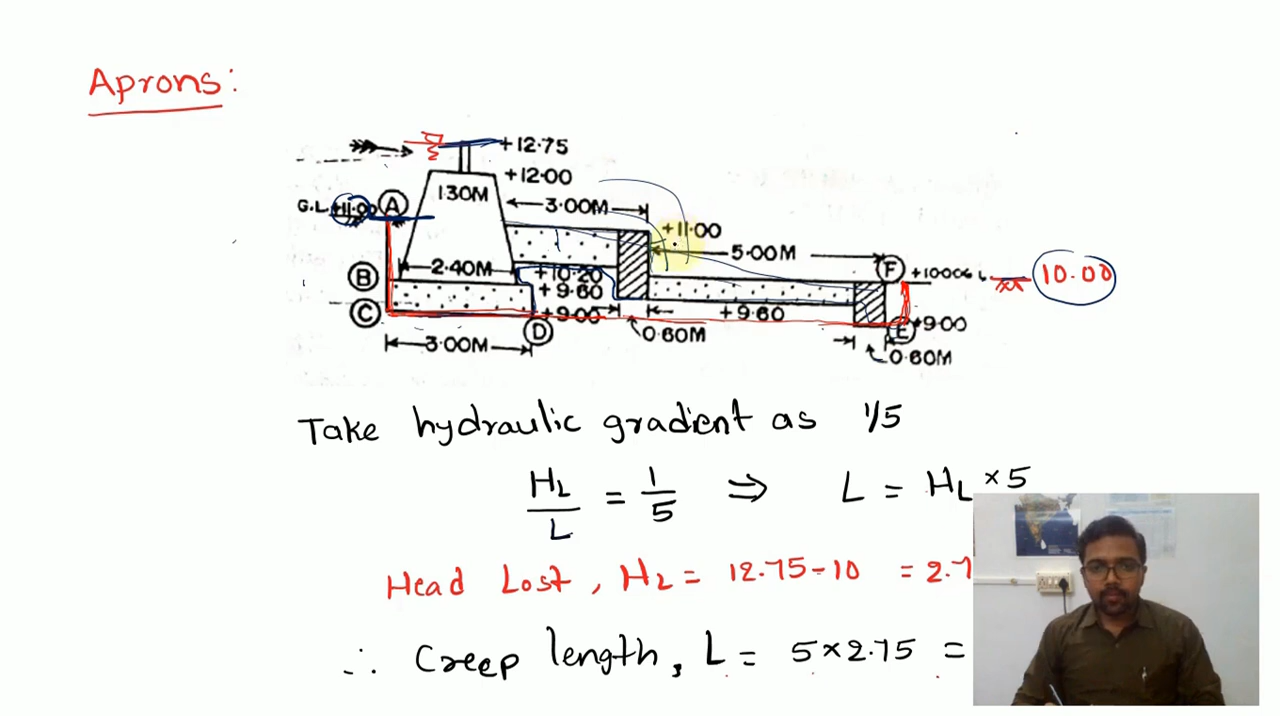 Aprons:
+12.75
+12.00
1.30M
3.00M
G.L. +11.00 A
+11.00
5.00M
F
B
2.40M
+10.20
+9.60
10.00
C
+9.00
D
+9.60
E
+9.00
3.00M
0.60M
0.60M
Take hydraulic gradient as 1/5
HL/L = 1/5 ⇒ L = HL × 5
Head Lost, HL = 12.75-10 = 2.7
∴ Creep length, L = 5×2.75 =